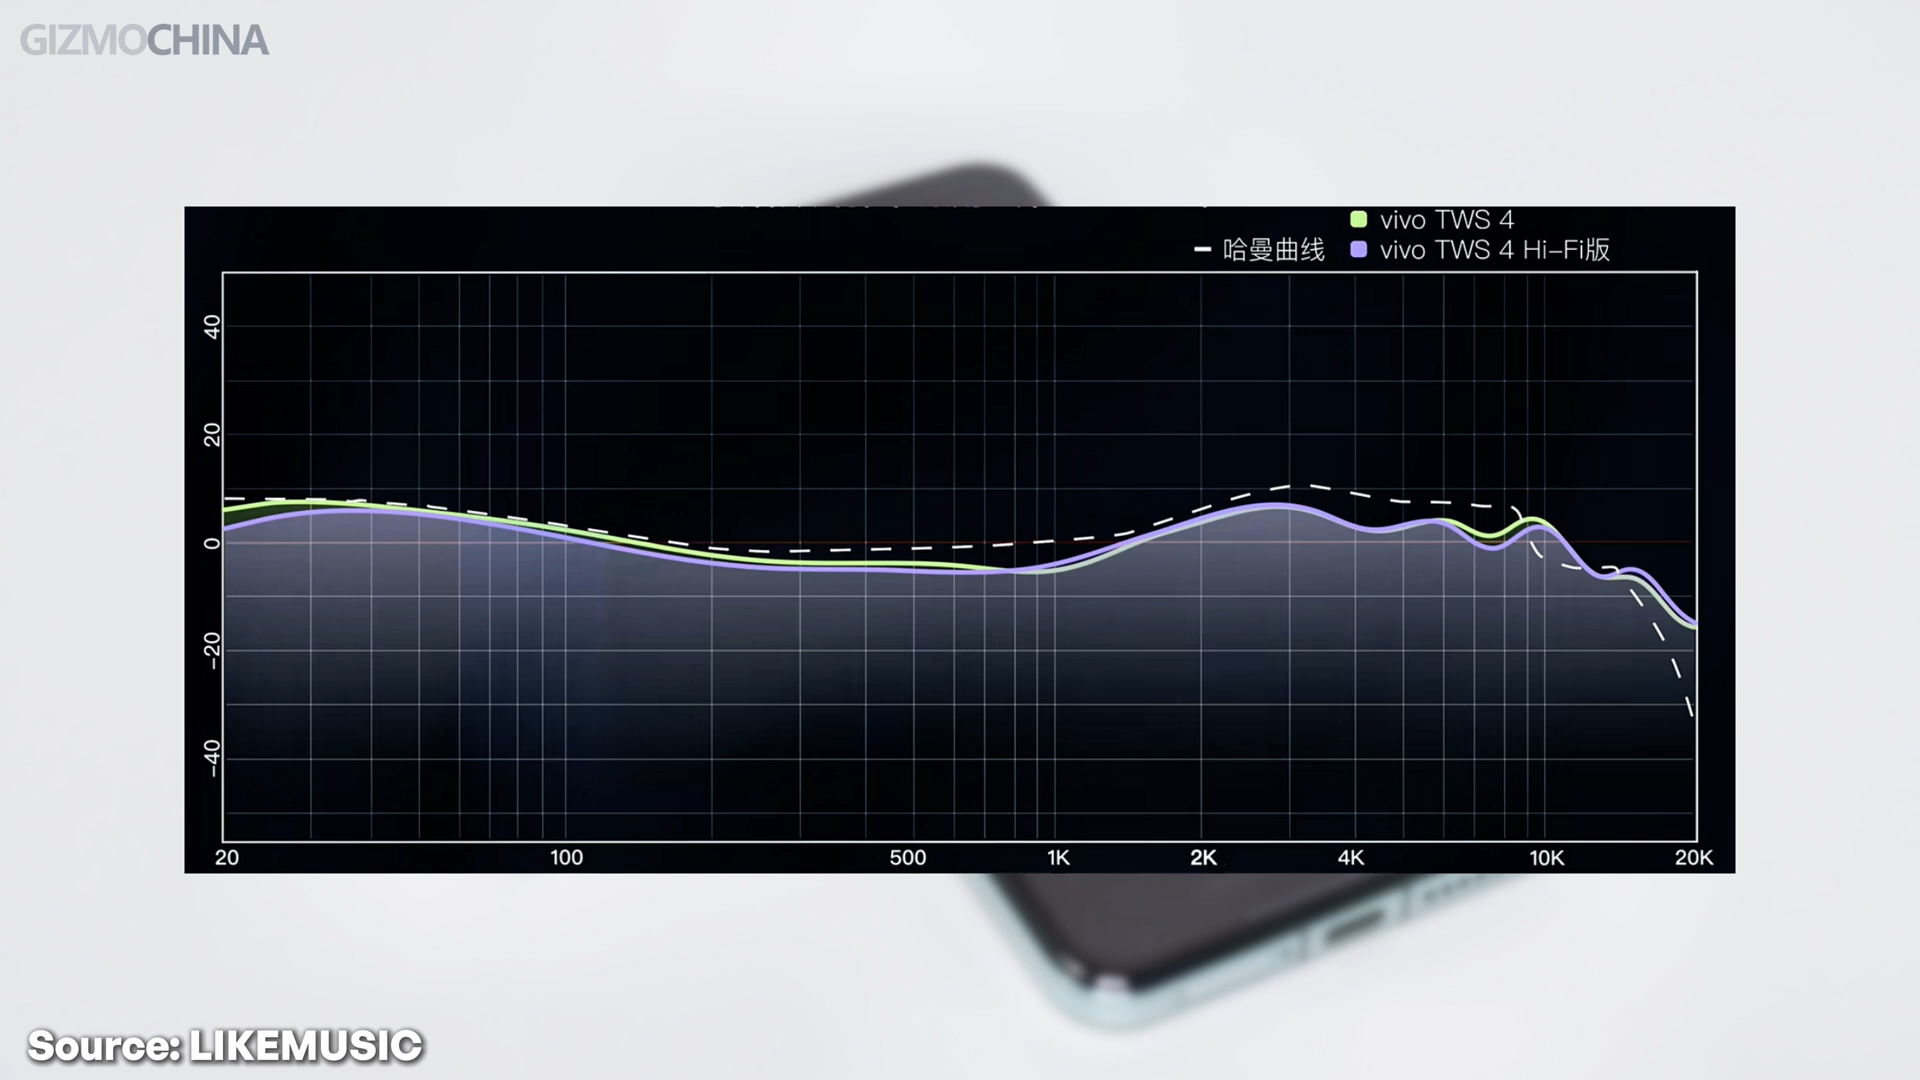 GIZMOCHINA
vivo TWS 4
哈曼曲线 vivo TWS 4 Hi-Fi版
40
20
0
-20
-40
20 100 500 1K 2K 4K 10K 20K
Source: LIKEMUSIC